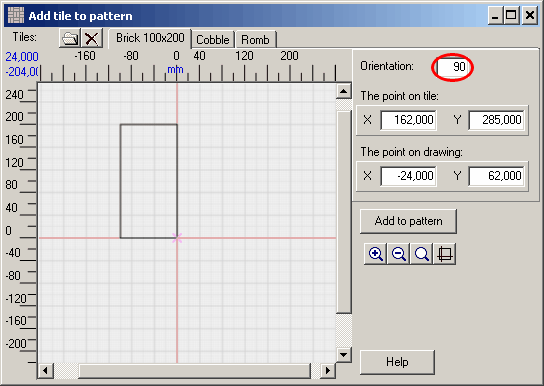 Add tile to pattern
Tiles:
Brick 100x200 Cobble Romb
24,000 -160 -80 0 40 120 200
-204,00 mm
240
200
160
120
80
40
0
-40
-80
-120
-160
-200
Orientation: 90
The point on tile:
X 162,000 Y 285,000
The point on drawing:
X -24,000 Y 62,000
Add to pattern
Help